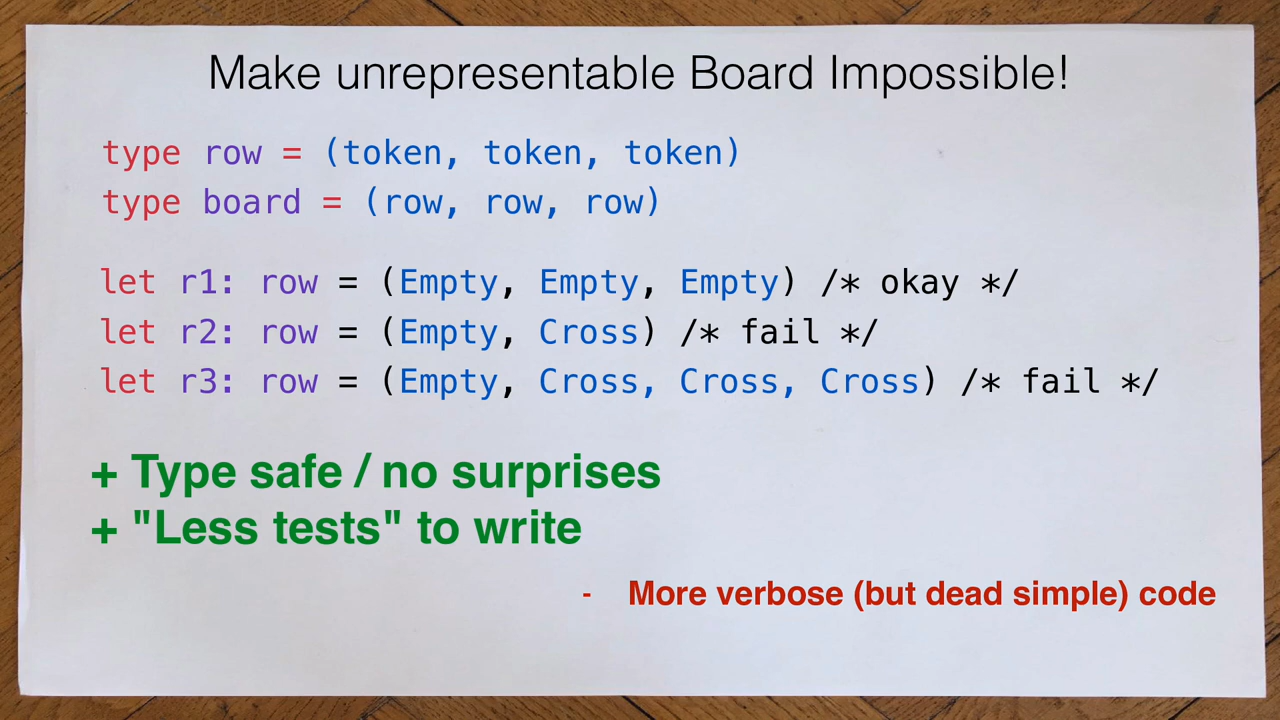 Make unrepresentable Board Impossible!
type row = (token, token, token)
type board = (row, row, row)
let r1: row = (Empty, Empty, Empty) /* okay */
let r2: row = (Empty, Cross) /* fail */
let r3: row = (Empty, Cross, Cross, Cross) /* fail */
+ Type safe / no surprises
+ "Less tests" to write
- More verbose (but dead simple) code